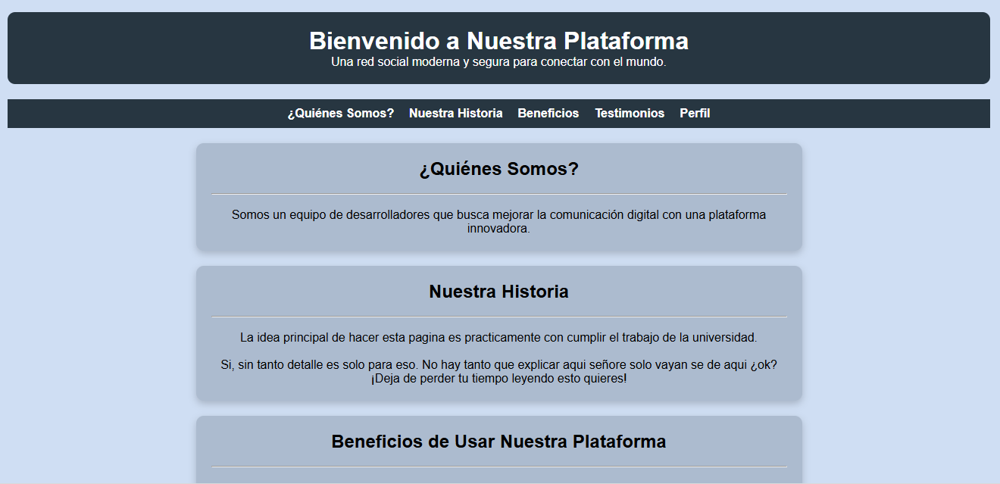 Bienvenido a Nuestra Plataforma
Una red social moderna y segura para conectar con el mundo.
¿Quiénes Somos? Nuestra Historia Beneficios Testimonios Perfil
¿Quiénes Somos?
Somos un equipo de desarrolladores que busca mejorar la comunicación digital con una plataforma
innovadora.
Nuestra Historia
La idea principal de hacer esta pagina es practicamente con cumplir el trabajo de la universidad.
Si, sin tanto detalle es solo para eso. No hay tanto que explicar aqui señore solo vayan se de aqui ¿ok?
¡Deja de perder tu tiempo leyendo esto quieres!
Beneficios de Usar Nuestra Plataforma